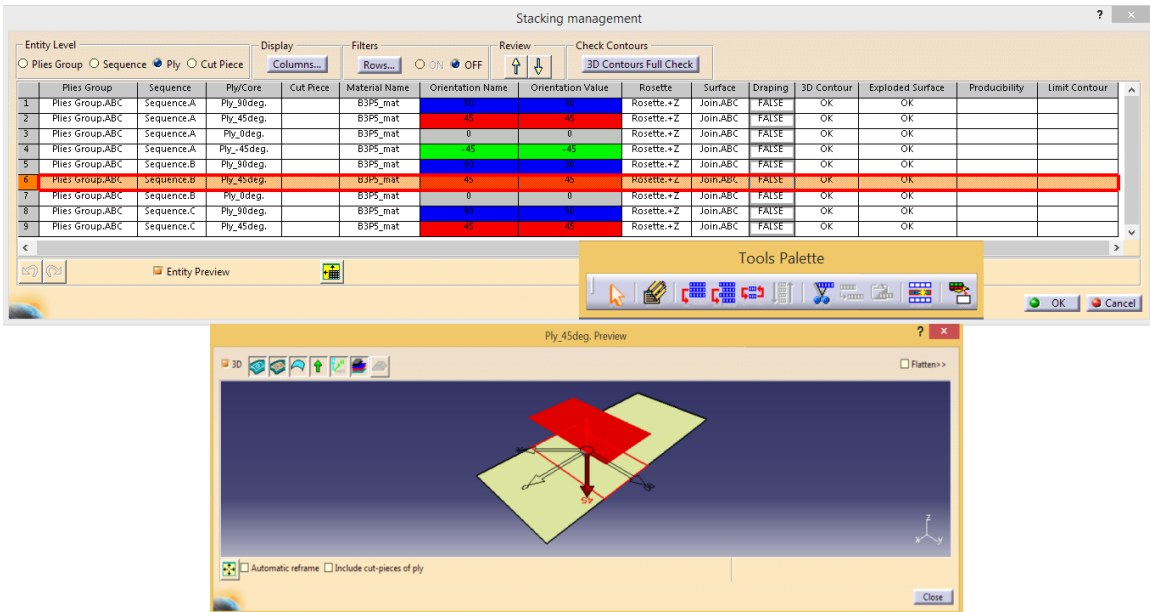 Stacking management
? ×
Entity Level Display Filters Review Check Contours
Plies Group Sequence Ply Cut Piece Columns... Rows... ON OFF 3D Contours Full Check
Plies Group Sequence Ply/Core Cut Piece Material Name Orientation Name Orientation Value Rosette Surface Draping 3D Contour Exploded Surface Producibility Limit Contour
1 Plies Group.ABC Sequence.A Ply_90deg. B3P5_mat 90 90 Rosette.+Z Join.ABC FALSE OK OK
2 Plies Group.ABC Sequence.A Ply_45deg. B3P5_mat 45 45 Rosette.+Z Join.ABC FALSE OK OK
3 Plies Group.ABC Sequence.A Ply_0deg. B3P5_mat 0 0 Rosette.+Z Join.ABC FALSE OK OK
4 Plies Group.ABC Sequence.A Ply_-45deg. B3P5_mat -45 -45 Rosette.+Z Join.ABC FALSE OK OK
5 Plies Group.ABC Sequence.B Ply_90deg. B3P5_mat 90 90 Rosette.+Z Join.ABC FALSE OK OK
6 Plies Group.ABC Sequence.B Ply_45deg. B3P5_mat 45 45 Rosette.+Z Join.ABC FALSE OK OK
7 Plies Group.ABC Sequence.B Ply_0deg. B3P5_mat 0 0 Rosette.+Z Join.ABC FALSE OK OK
8 Plies Group.ABC Sequence.C Ply_90deg. B3P5_mat 90 90 Rosette.+Z Join.ABC FALSE OK OK
9 Plies Group.ABC Sequence.C Ply_45deg. B3P5_mat 45 45 Rosette.+Z Join.ABC FALSE OK OK
Entity Preview
Tools Palette
OK Cancel
Ply_45deg. Preview
? ×
3D Flatten>>
0
45
z
x y
Automatic reframe Include cut-pieces of ply
Close